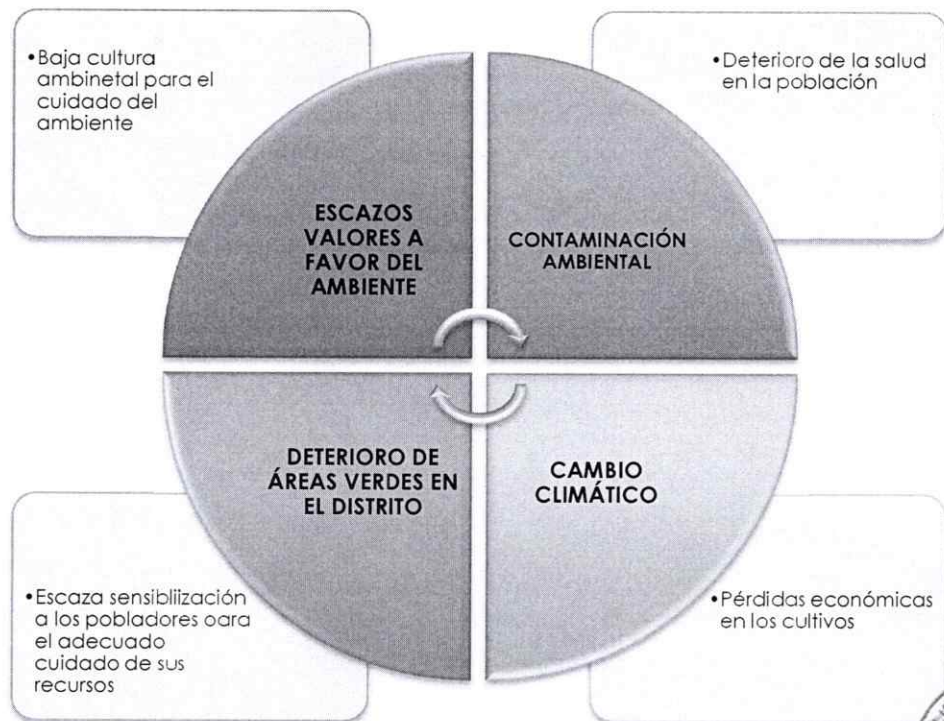 •Baja cultura
ambinetal para el
cuidado del
ambiente
•Deterioro de la salud
en la población
ESCAZOS
VALORES A
FAVOR DEL
AMBIENTE
CONTAMINACIÓN
AMBIENTAL
DETERIORO DE
ÁREAS VERDES EN
EL DISTRITO
CAMBIO
CLIMÁTICO
•Escaza sensibliización
a los pobladores oara
el adecuado
cuidado de sus
recursos
•Pérdidas económicas
en los cultivos